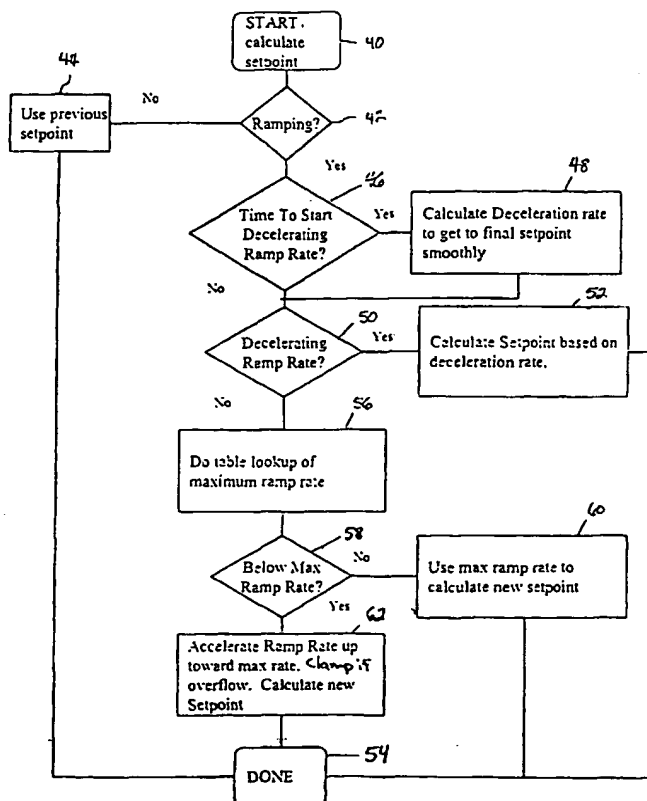 START.
calculate
setpoint
40
44
No
Use previous
setpoint
Ramping?
42
Yes
46
Time To Start
Decelerating
Ramp Rate?
Yes
48
Calculate Deceleration rate
to get to final setpoint
smoothly
No
50
Decelerating
Ramp Rate?
Yes
52
Calculate Setpoint based on
deceleration rate.
No
56
Do table lookup of
maximum ramp rate
58
Below Max
Ramp Rate?
No
60
Use max ramp rate to
calculate new setpoint
Yes
62
Accelerate Ramp Rate up
toward max rate. Clamp if
overflow. Calculate new
Setpoint
54
DONE